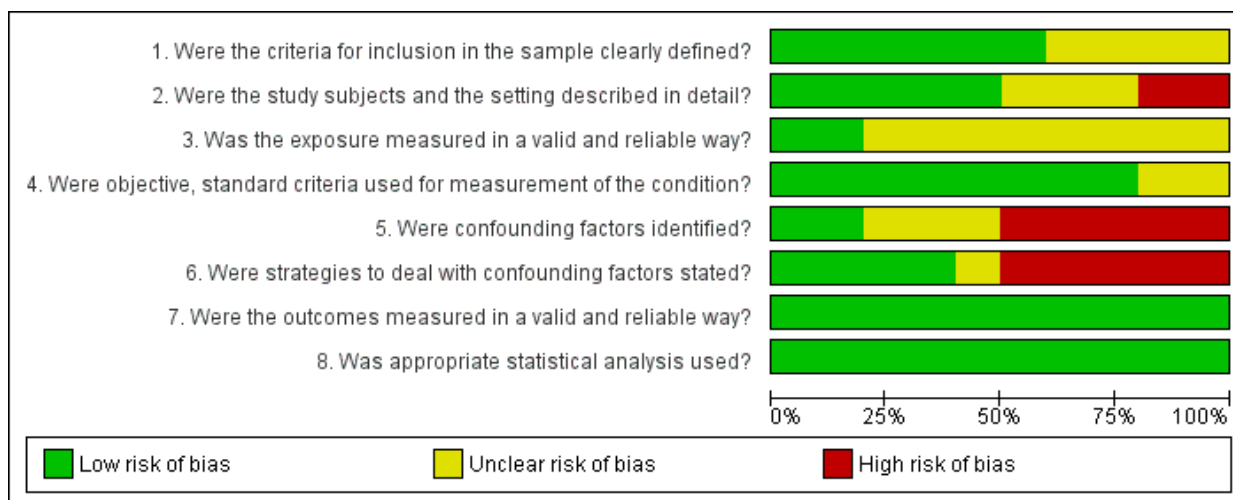 1. Were the criteria for inclusion in the sample clearly defined?
2. Were the study subjects and the setting described in detail?
3. Was the exposure measured in a valid and reliable way?
4. Were objective, standard criteria used for measurement of the condition?
5. Were confounding factors identified?
6. Were strategies to deal with confounding factors stated?
7. Were the outcomes measured in a valid and reliable way?
8. Was appropriate statistical analysis used?
0% 25% 50% 75% 100%
Low risk of bias Unclear risk of bias High risk of bias